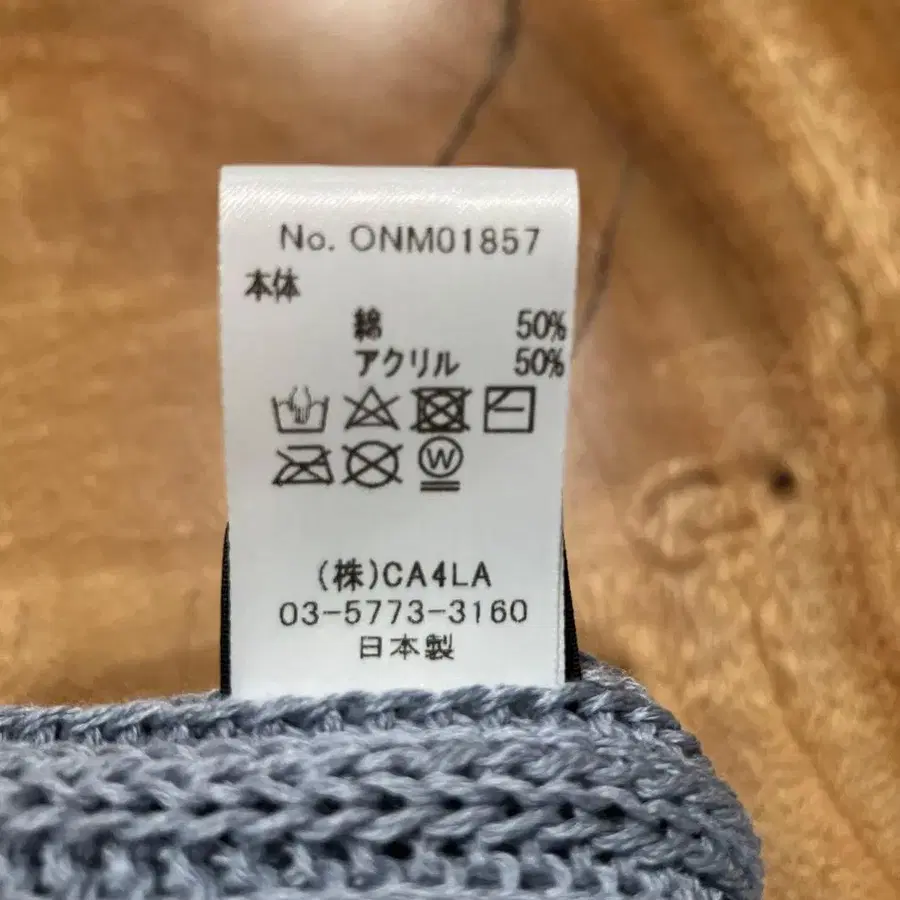 No. ONM01857
本体
綿 50%
アクリル 50%
W
(株)CA4LA
03-5773-3160
日本製